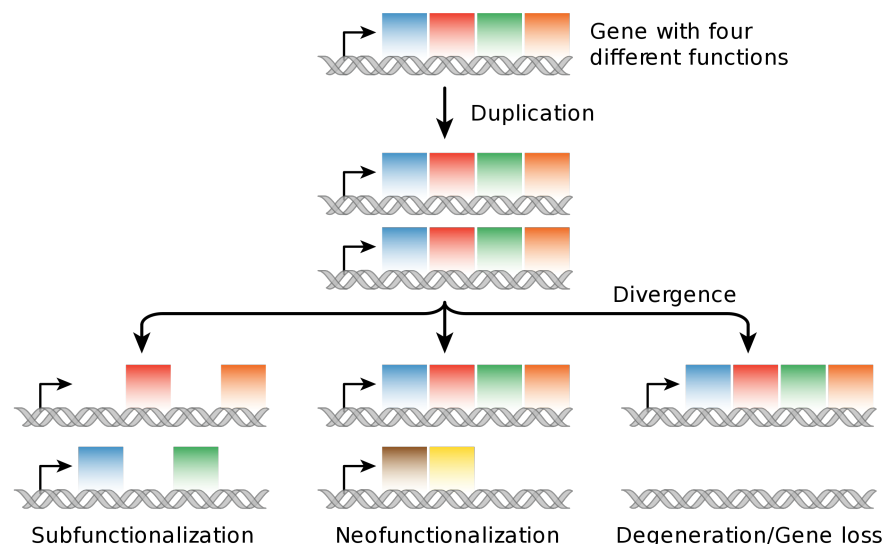 Gene with four
different functions
Duplication
Divergence
Subfunctionalization
Neofunctionalization
Degeneration/Gene loss